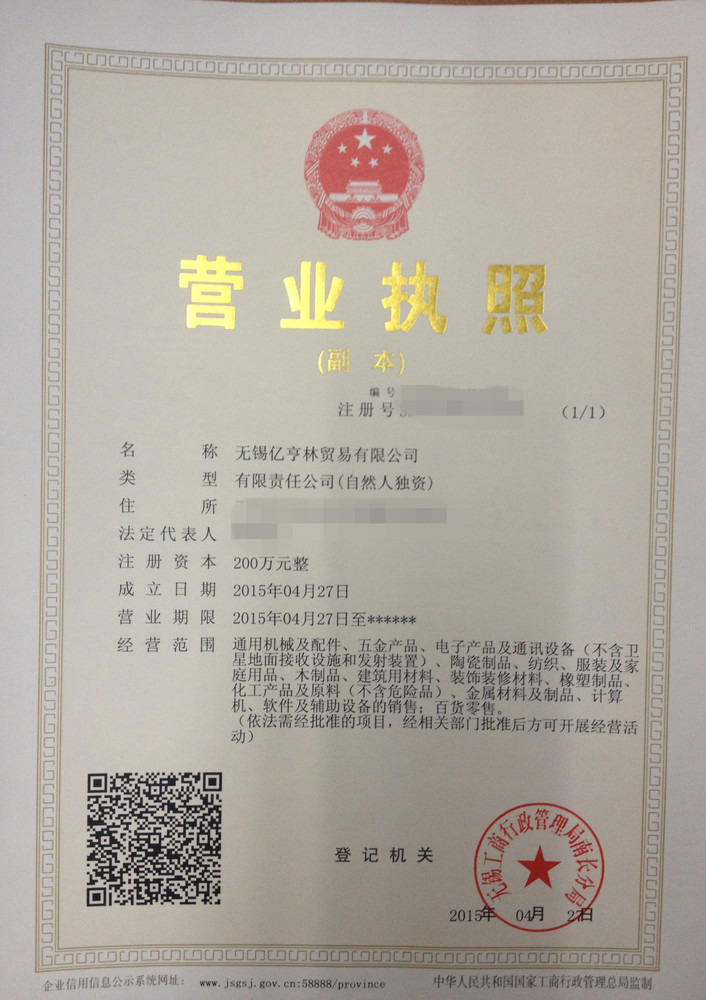 营业执照
(副 本)
编 号
注 册 号
(1/1)
名 称 无锡亿亨林贸易有限公司
类 型 有限责任公司(自然人独资)
住 所
法定代表人
注 册 资 本 200万元整
成 立 日 期 2015年04月27日
营 业 期 限 2015年04月27日至******
经 营 范 围 通用机械及配件、五金产品、电子产品及通讯设备（不含卫
星地面接收设施和发射装置）、陶瓷制品、纺织、服装及家
庭用品、木制品、建筑用材料、装饰装修材料、橡塑制品、
化工产品及原料（不含危险品）、金属材料及制品、计算
机、软件及辅助设备的销售；百货零售。
（依法需经批准的项目，经相关部门批准后方可开展经营活
动）
登 记 机 关
无锡工商行政管理局南长分局
2015年 04月 27日
企业信用信息公示系统网址： www.jsgsj.gov.cn:58888/province
中华人民共和国国家工商行政管理总局监制